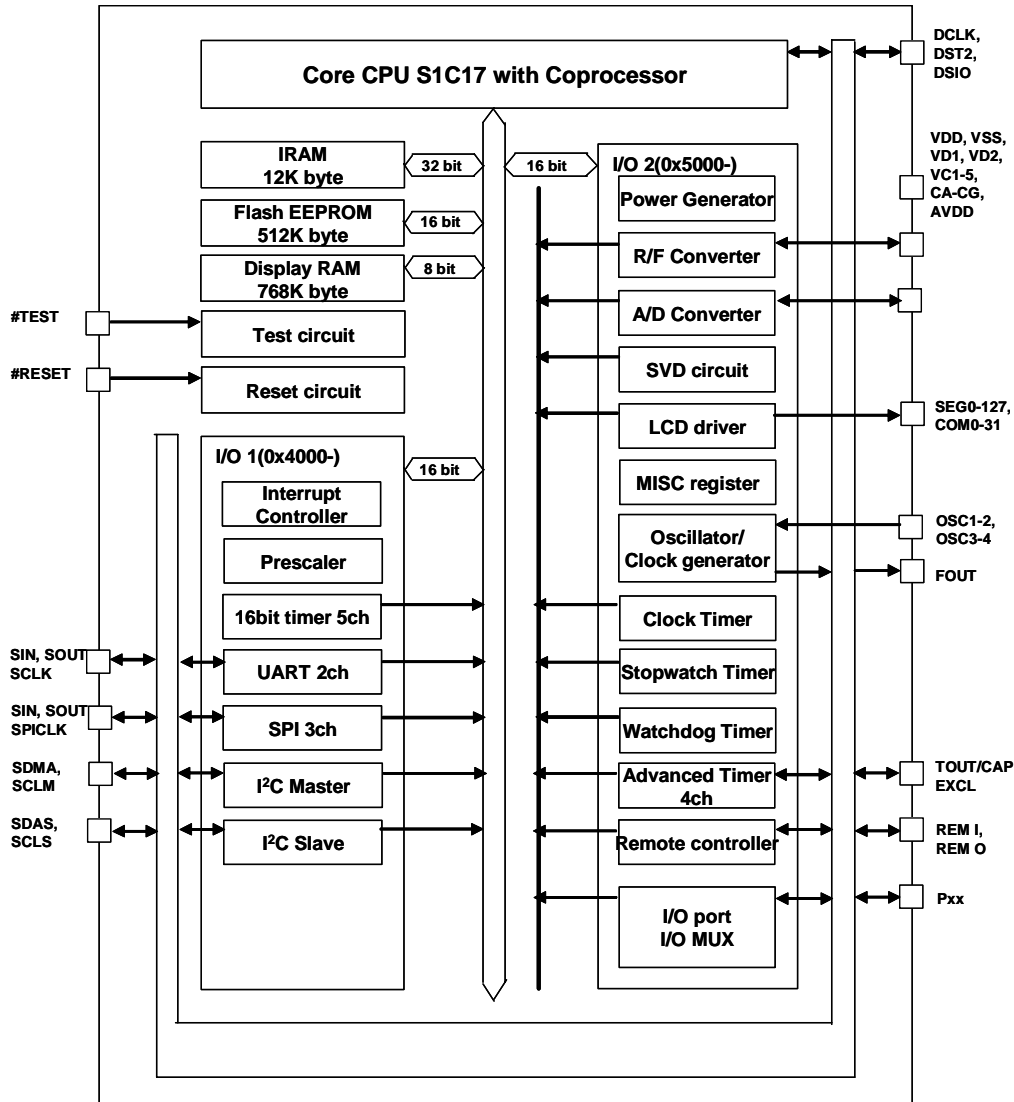 Core CPU S1C17 with Coprocessor
DCLK,
DST2,
DSIO
IRAM
12K byte
32 bit
16 bit
Flash EEPROM
512K byte
16 bit
Display RAM
768K byte
8 bit
#TEST
Test circuit
#RESET
Reset circuit
I/O 1(0x4000-)
16 bit
Interrupt
Controller
Prescaler
16bit timer 5ch
SIN, SOUT
SCLK
UART 2ch
SIN, SOUT
SPICLK
SPI 3ch
SDMA,
SCLM
I²C Master
SDAS,
SCLS
I²C Slave
I/O 2(0x5000-)
Power Generator
VDD, VSS,
VD1, VD2,
VC1-5,
CA-CG,
AVDD
R/F Converter
A/D Converter
SVD circuit
LCD driver
SEG0-127,
COM0-31
MISC register
Oscillator/
Clock generator
OSC1-2,
OSC3-4
FOUT
Clock Timer
Stopwatch Timer
Watchdog Timer
Advanced Timer
4ch
TOUT/CAP
EXCL
Remote controller
REM I,
REM O
I/O port
I/O MUX
Pxx